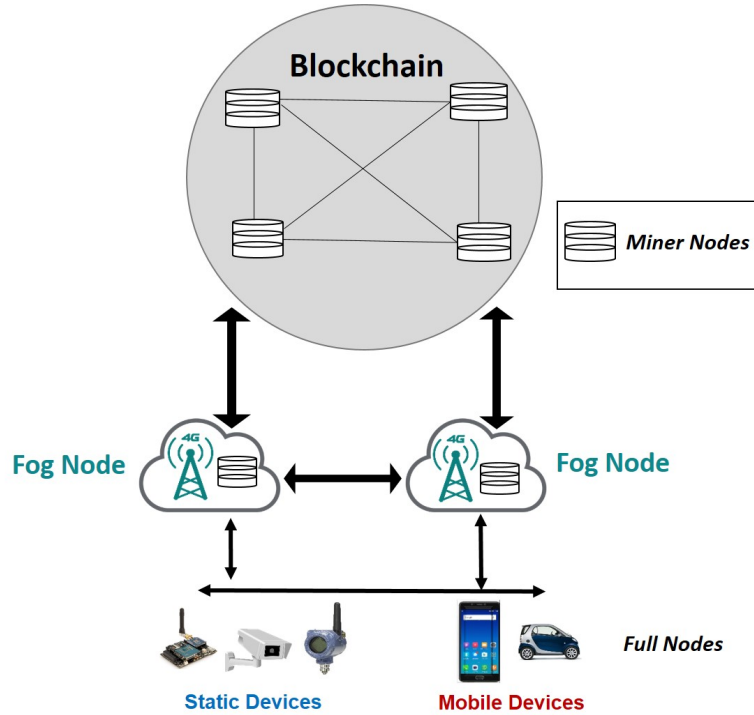 Blockchain
Miner Nodes
4G
4G
Fog Node
Fog Node
Full Nodes
Static Devices
Mobile Devices